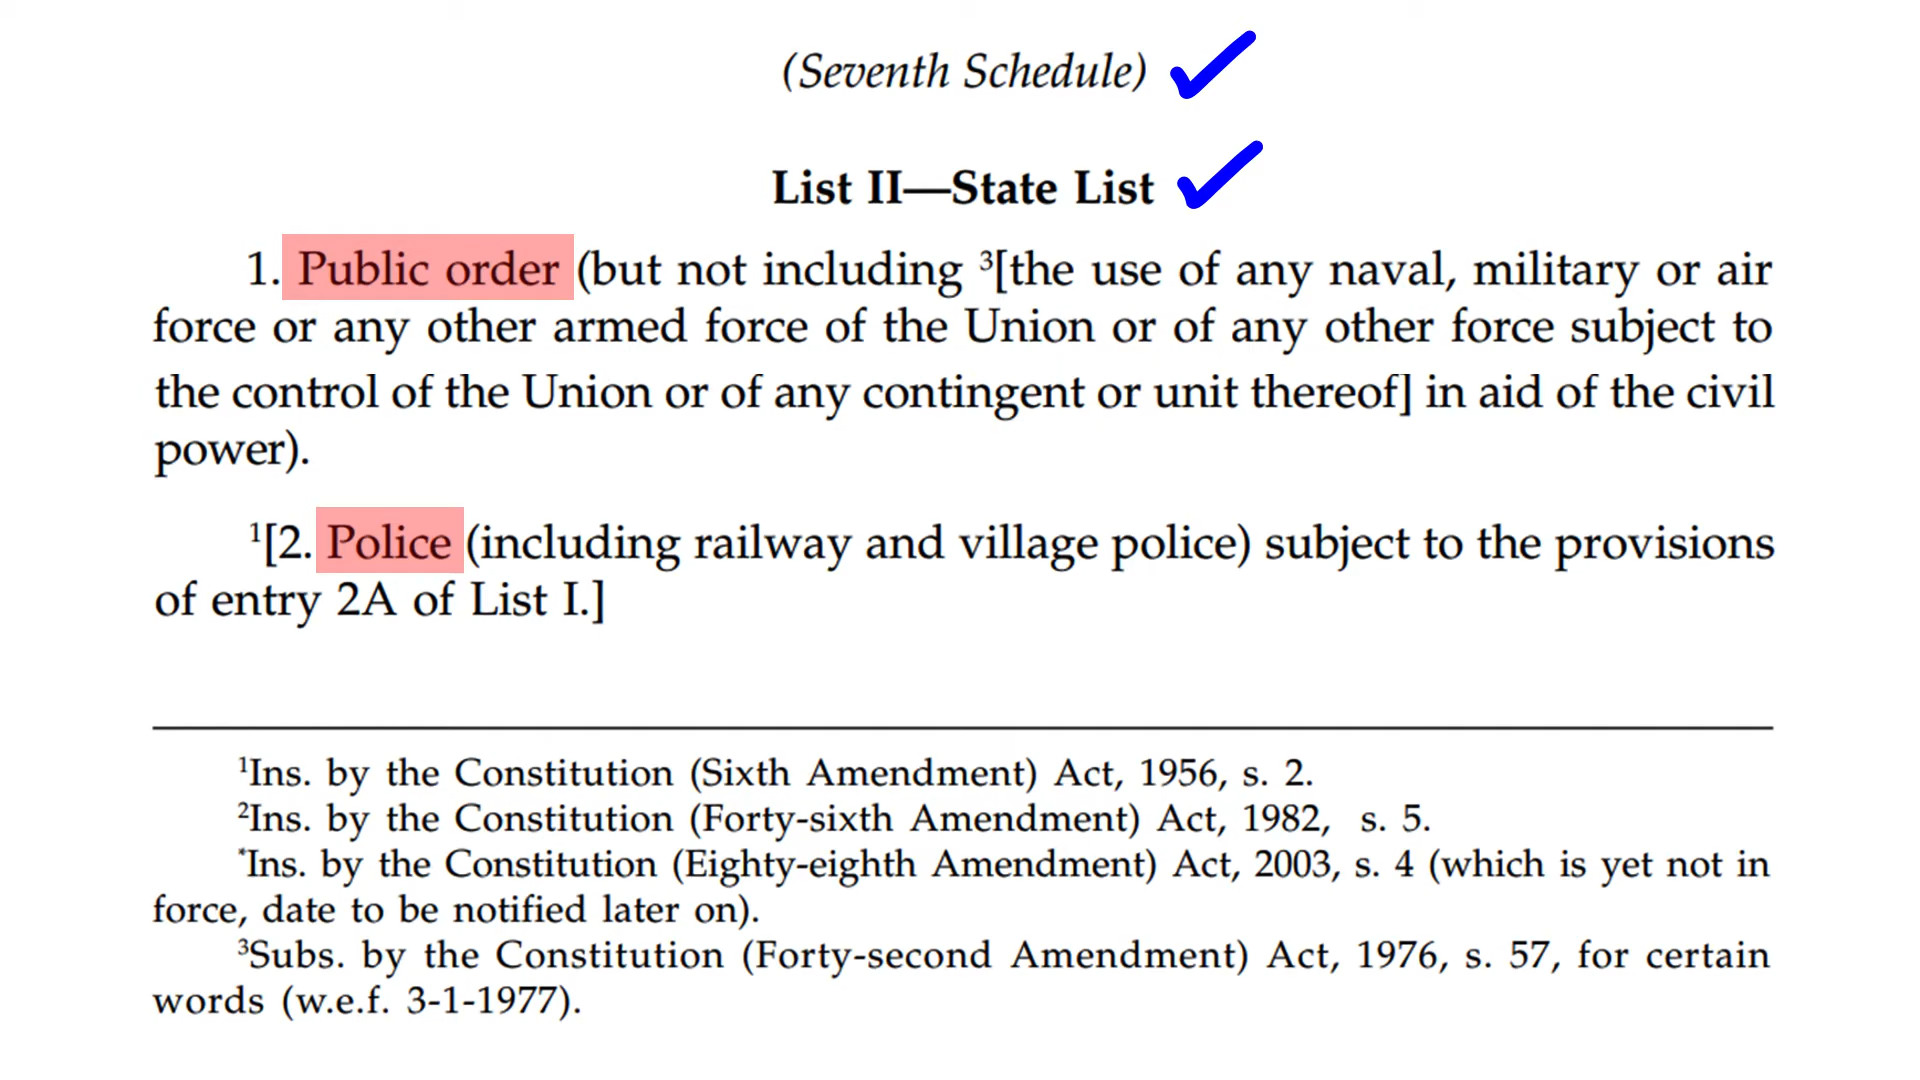 (Seventh Schedule)
List II—State List
1. Public order (but not including ³[the use of any naval, military or air
force or any other armed force of the Union or of any other force subject to
the control of the Union or of any contingent or unit thereof] in aid of the civil
power).
¹[2. Police (including railway and village police) subject to the provisions
of entry 2A of List I.]
¹Ins. by the Constitution (Sixth Amendment) Act, 1956, s. 2.
²Ins. by the Constitution (Forty-sixth Amendment) Act, 1982, s. 5.
*Ins. by the Constitution (Eighty-eighth Amendment) Act, 2003, s. 4 (which is yet not in
force, date to be notified later on).
³Subs. by the Constitution (Forty-second Amendment) Act, 1976, s. 57, for certain
words (w.e.f. 3-1-1977).